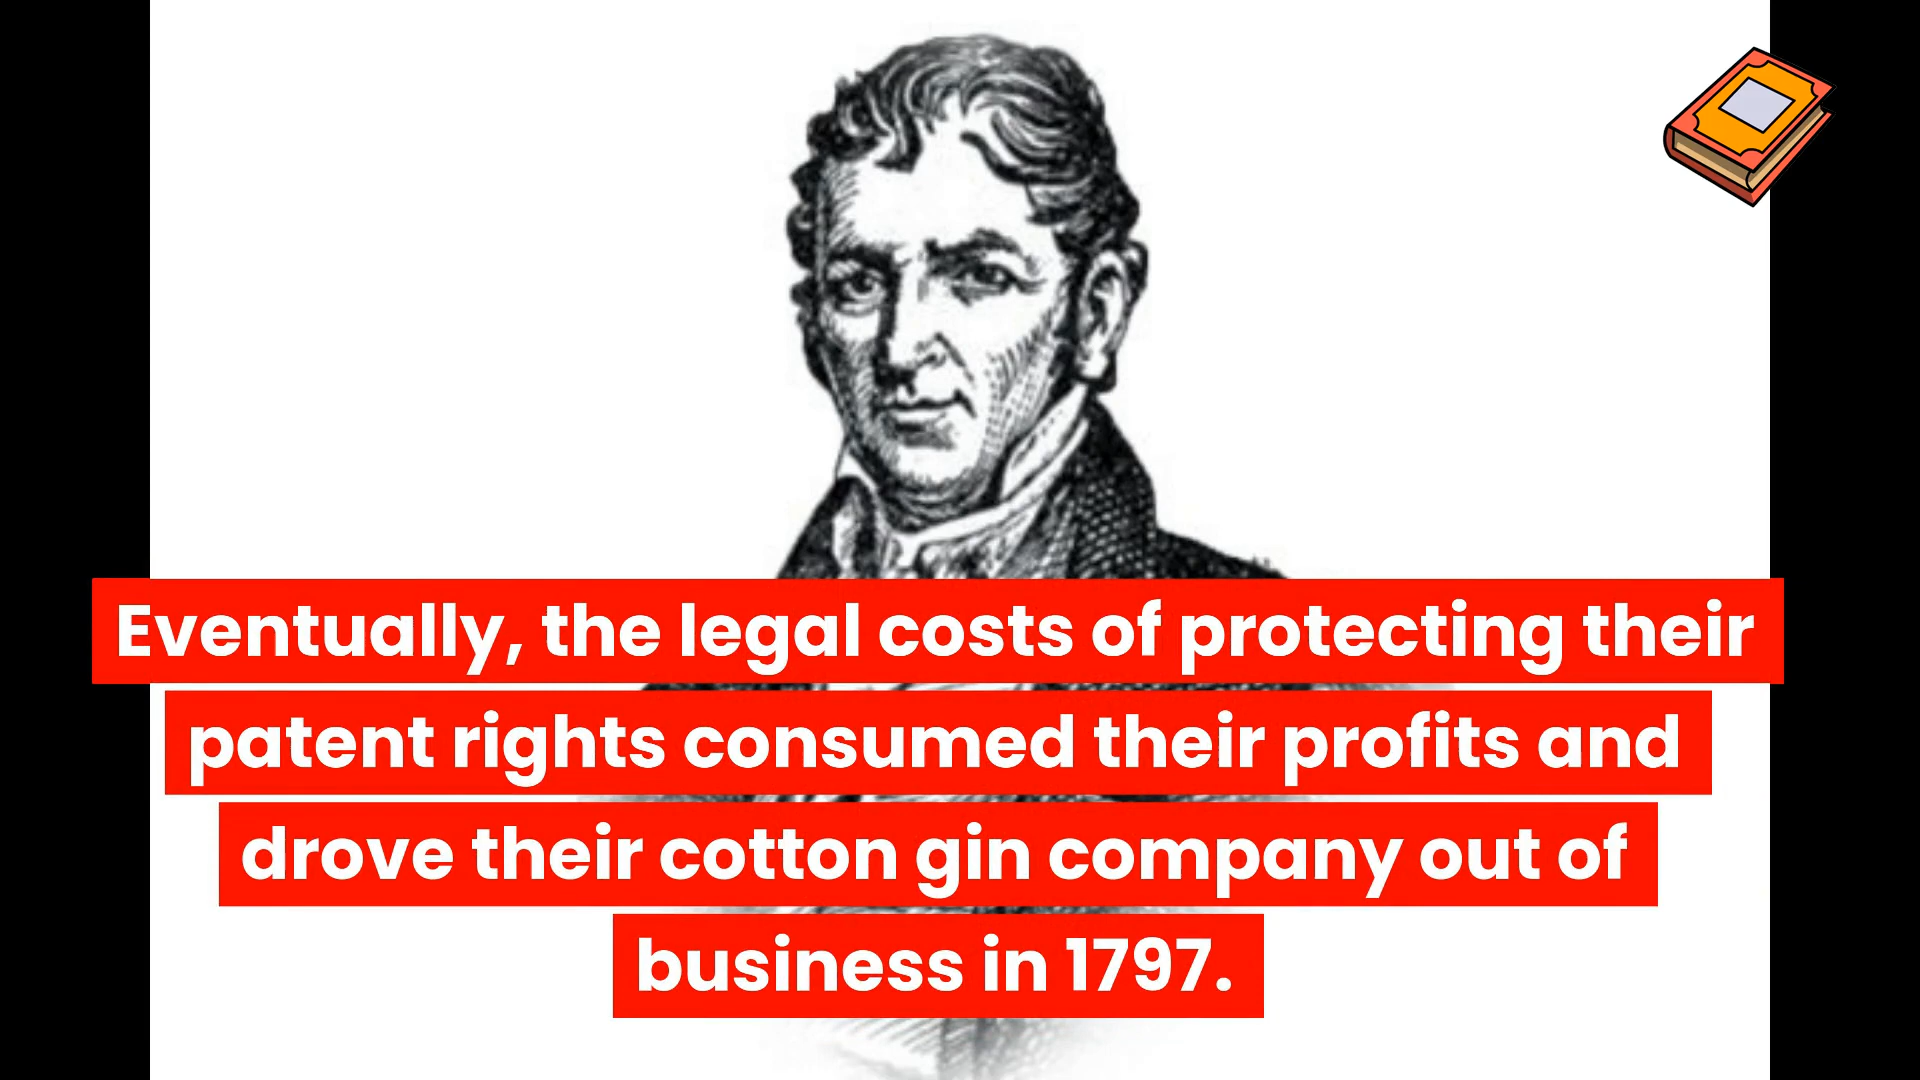 Eventually, the legal costs of protecting their
patent rights consumed their profits and
drove their cotton gin company out of
business in 1797.